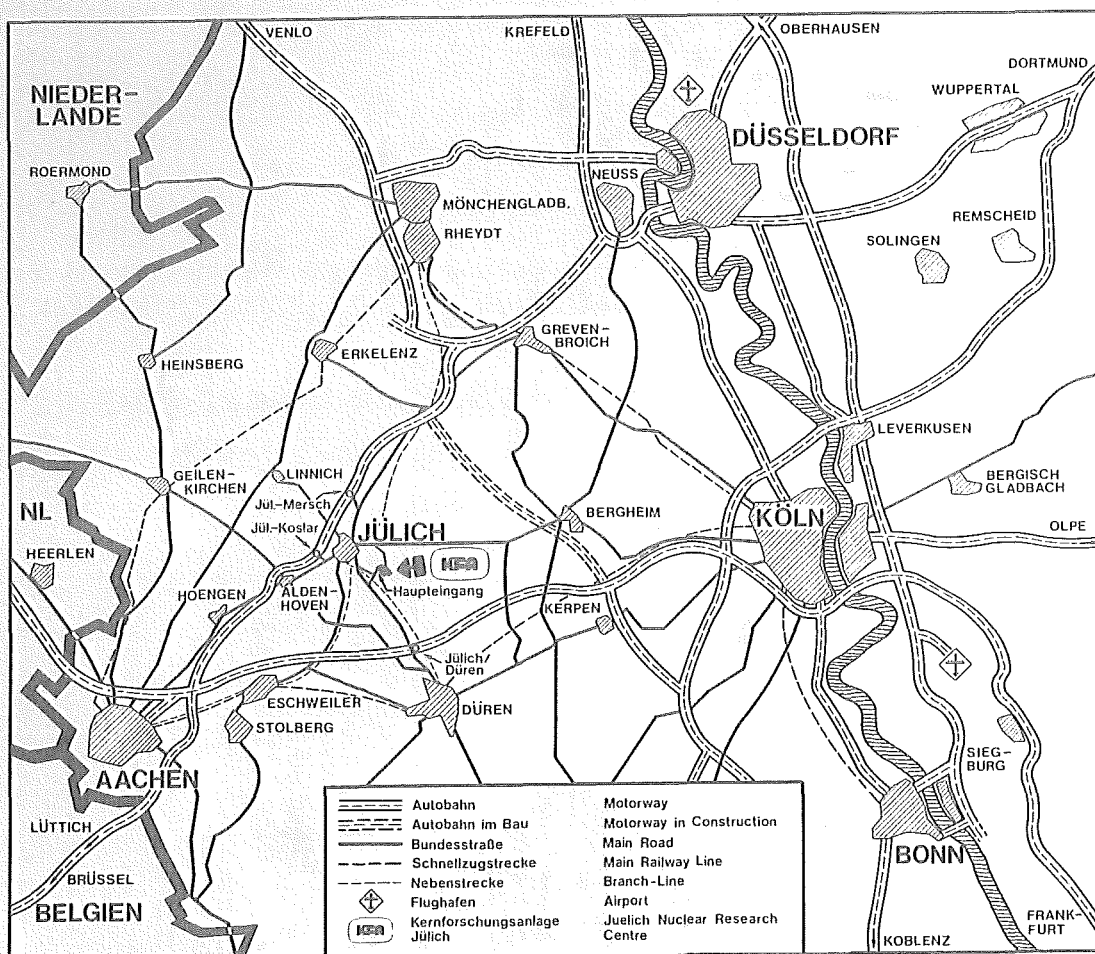 VENLO
KREFELD
OBERHAUSEN
DORTMUND
WUPPERTAL
NIEDER-
LANDE
DÜSSELDORF
ROERMOND
NEUSS
MÖNCHENGLADB.
RHEYDT
REMSCHEID
SOLINGEN
GREVEN-
BROICH
ERKELENZ
HEINSBERG
LEVERKUSEN
GEILEN-
KIRCHEN
LINNICH
BERGISCH
GLADBACH
Jül.-Mersch
NL
BERGHEIM
KÖLN
Jül.-Koslar
JÜLICH
OLPE
HEERLEN
KFA
HOENGEN
ALDEN-
HOVEN
Haupteingang
KERPEN
Jülich/
Düren
ESCHWEILER
DÜREN
STOLBERG
SIEG-
BURG
AACHEN
LÜTTICH
BONN
BRÜSSEL
BELGIEN
FRANK-
FURT
KOBLENZ
Autobahn Motorway
Autobahn im Bau Motorway in Construction
Bundesstraße Main Road
Schnellzugstrecke Main Railway Line
Nebenstrecke Branch-Line
Flughafen Airport
KFA Kernforschungsanlage Juelich Nuclear Research
Jülich Centre